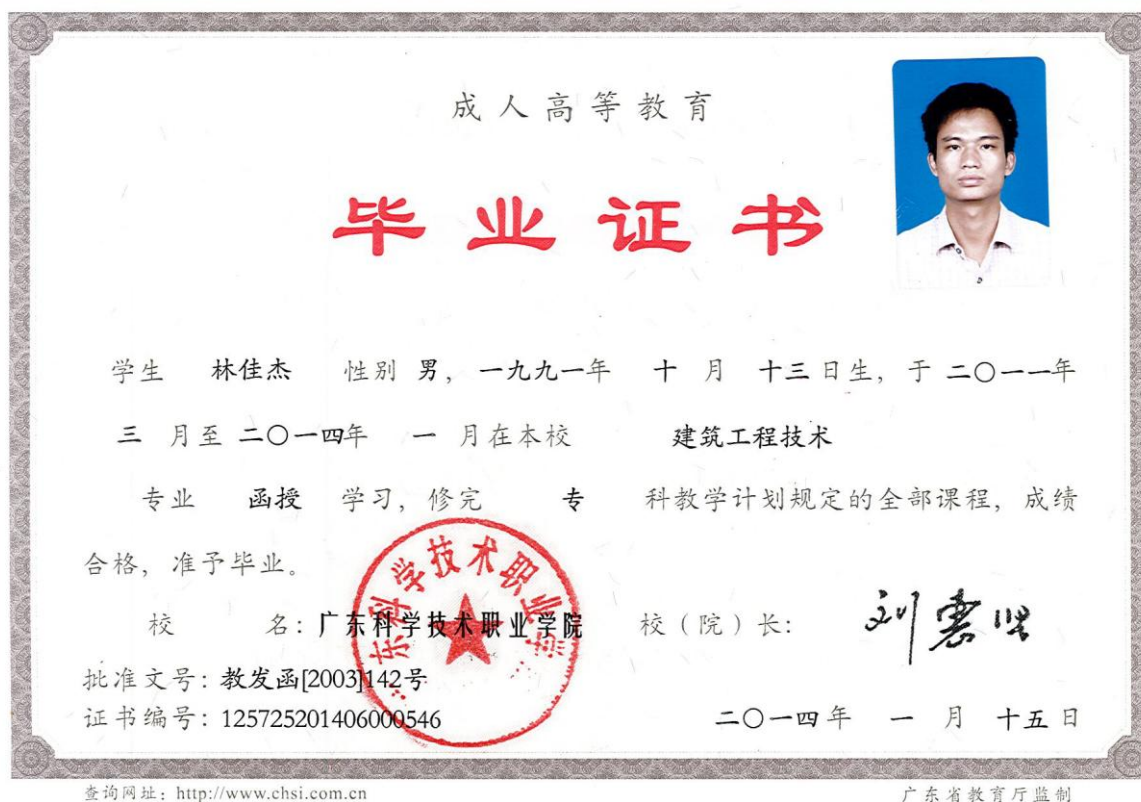 成人高等教育
毕业证书
学生 林佳杰 性别 男，一九九一年 十 月 十三日生，于 二〇一一年
三 月至 二〇一四年 一 月在本校 建筑工程技术
专业 函授 学习，修完 专 科教学计划规定的全部课程，成绩
合格，准予毕业。
校 名：广东科学技术职业学院 校（院）长：
批准文号：教发函[2003]142号
证书编号：125725201406000546
二〇一四年 一 月 十五日
查询网址：http://www.chsi.com.cn
广东省教育厅监制